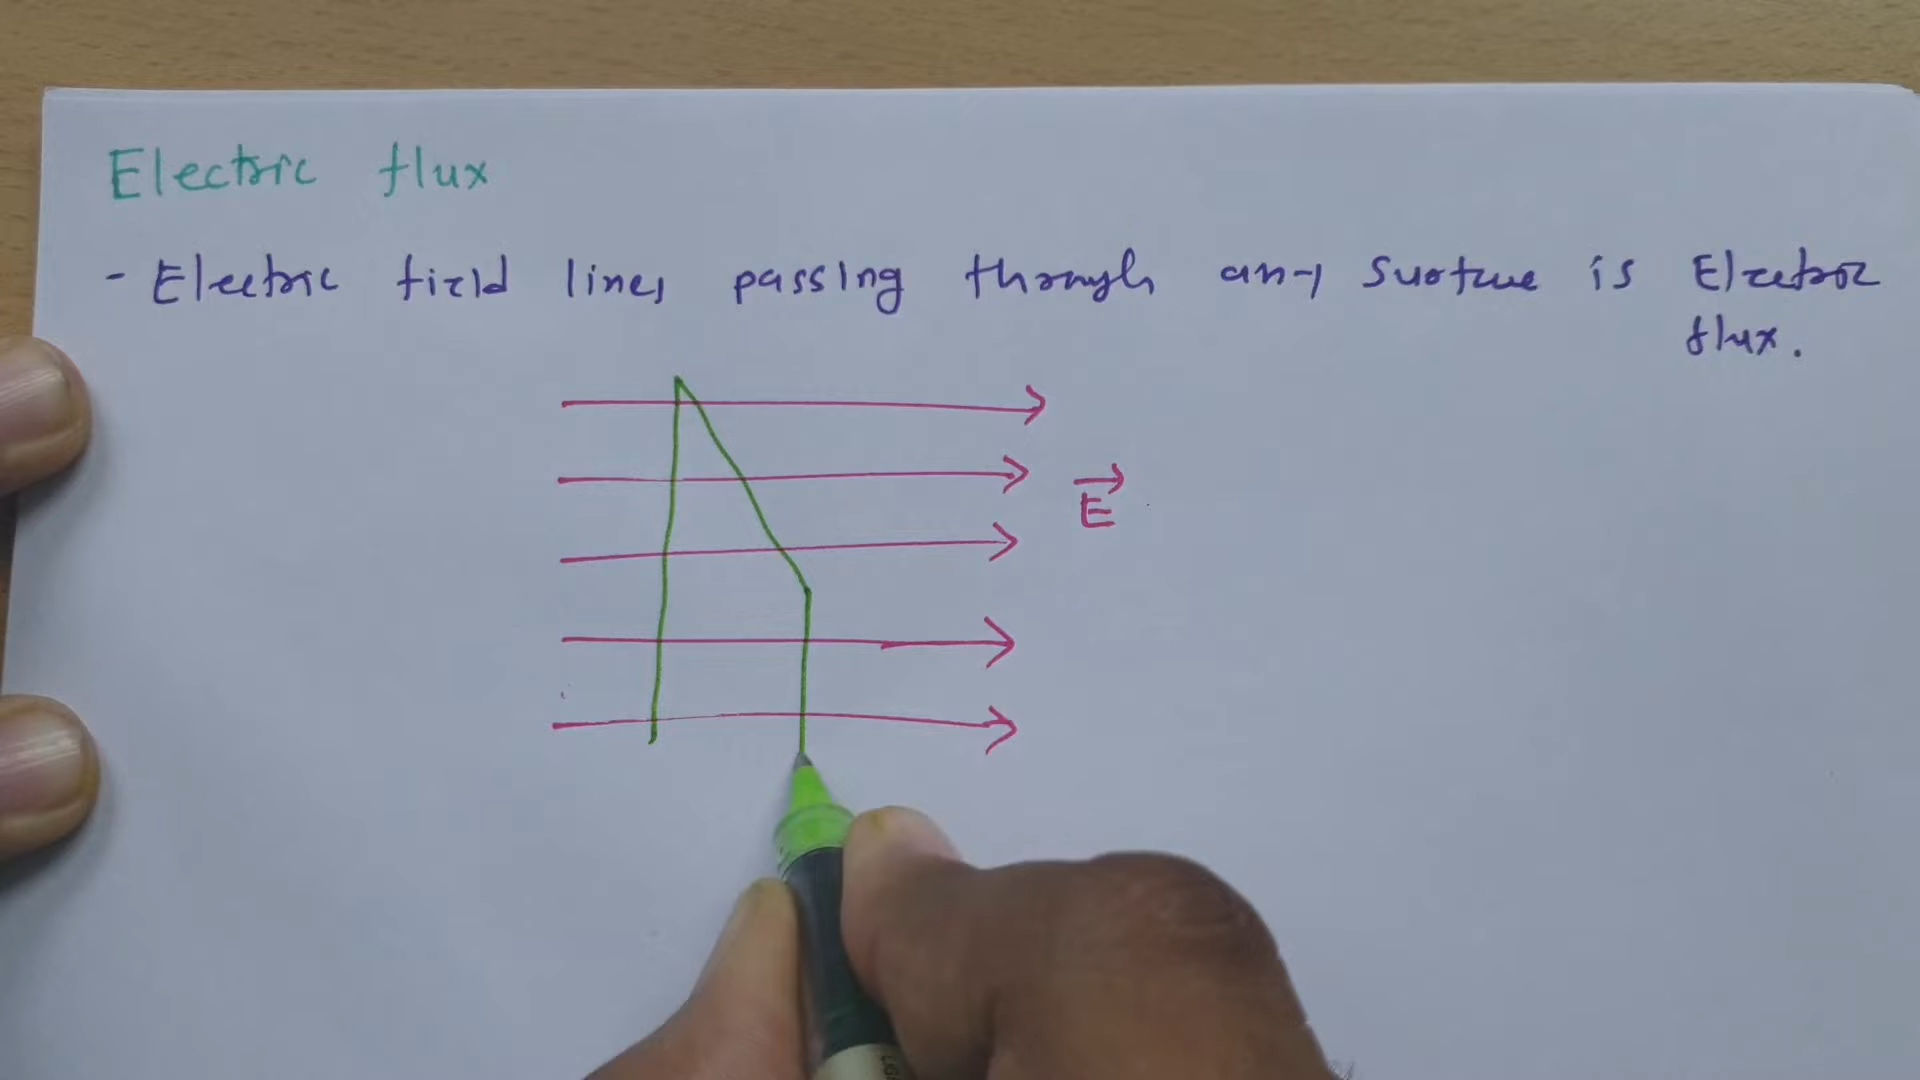 Electric flux
- Electric field lines passing through any Surface is Electric
flux.
E